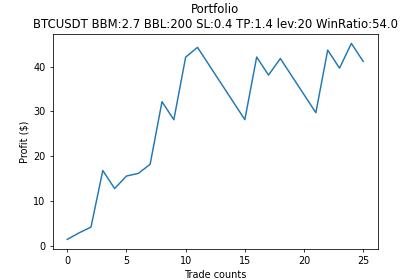 Portfolio
BTCUSDT BBM:2.7 BBL:200 SL:0.4 TP:1.4 lev:20 WinRatio:54.0
40
30
20
10
0
Profit ($)
0 5 10 15 20 25
Trade counts